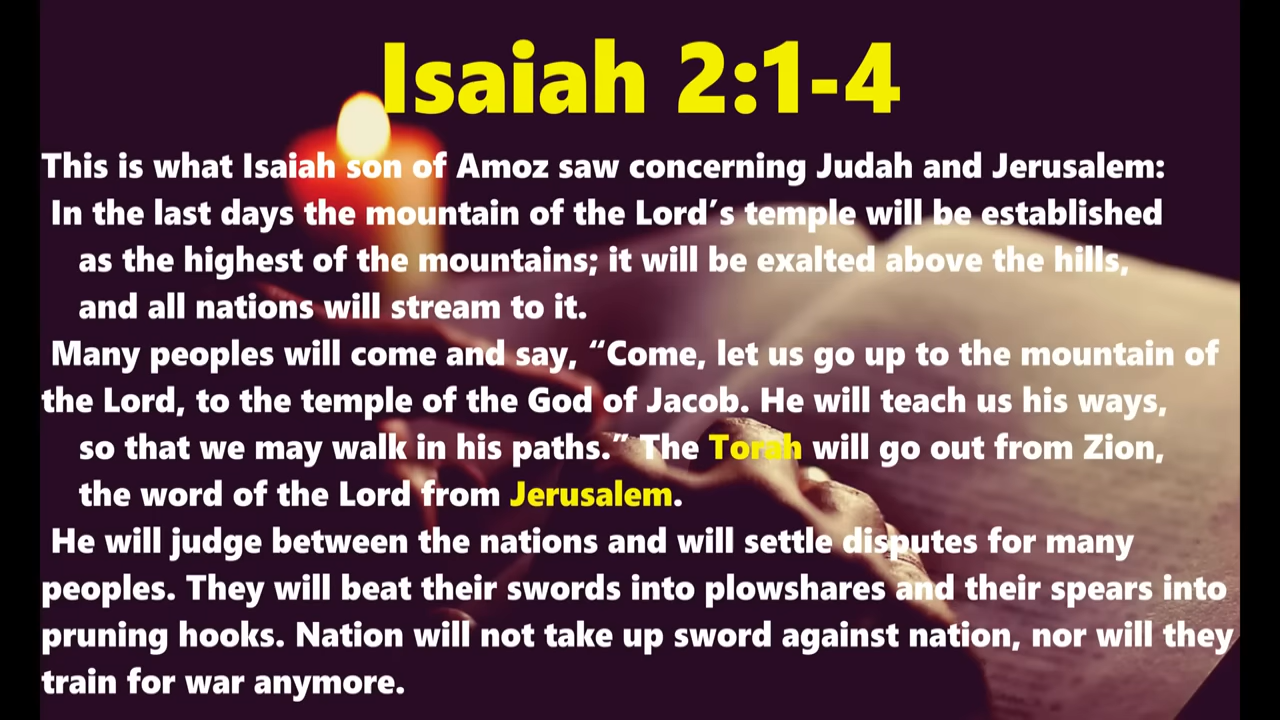 Isaiah 2:1-4
This is what Isaiah son of Amoz saw concerning Judah and Jerusalem:
In the last days the mountain of the Lord’s temple will be established
as the highest of the mountains; it will be exalted above the hills,
and all nations will stream to it.
Many peoples will come and say, “Come, let us go up to the mountain of
the Lord, to the temple of the God of Jacob. He will teach us his ways,
so that we may walk in his paths.” The Torah will go out from Zion,
the word of the Lord from Jerusalem.
He will judge between the nations and will settle disputes for many
peoples. They will beat their swords into plowshares and their spears into
pruning hooks. Nation will not take up sword against nation, nor will they
train for war anymore.